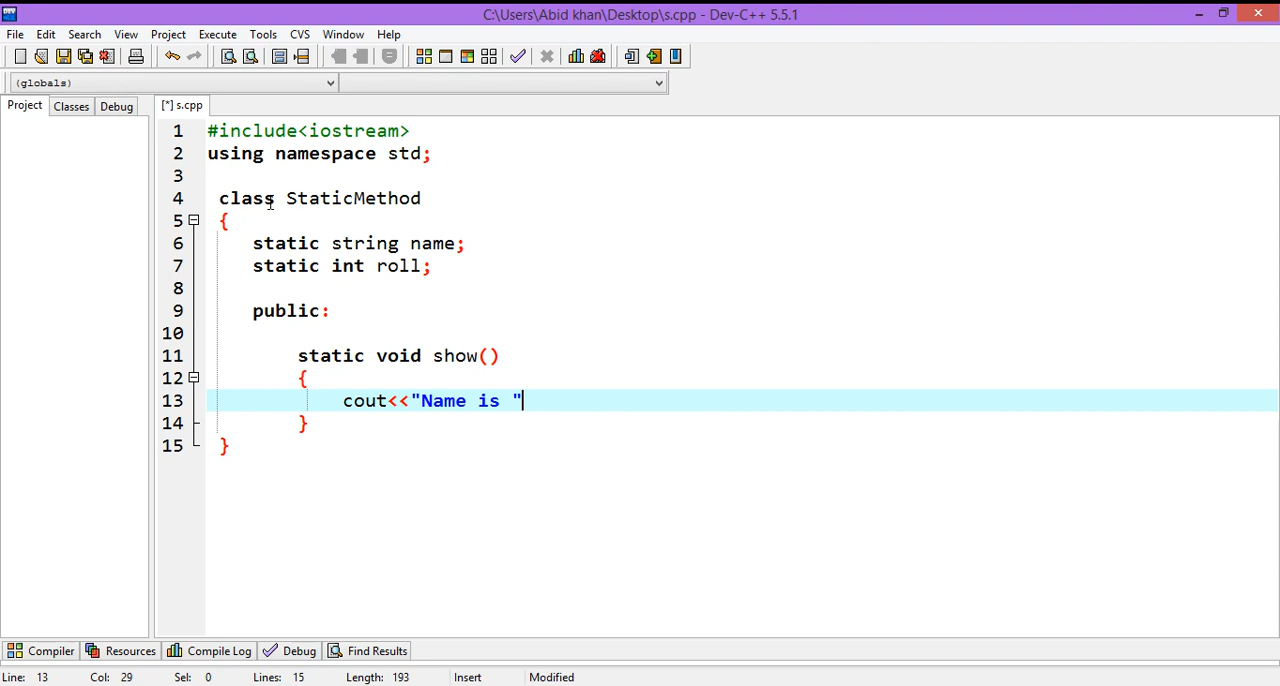 C:\Users\Abid khan\Desktop\s.cpp - Dev-C++ 5.5.1
File Edit Search View Project Execute Tools CVS Window Help
(globals)
Project Classes Debug [*] s.cpp
1 #include<iostream>
2 using namespace std;
3
4 class StaticMethod
5 {
6 static string name;
7 static int roll;
8
9 public:
10
11 static void show()
12 {
13 cout<<"Name is "
14 }
15 }
Compiler Resources Compile Log Debug Find Results
Line: 13 Col: 29 Sel: 0 Lines: 15 Length: 193 Insert Modified